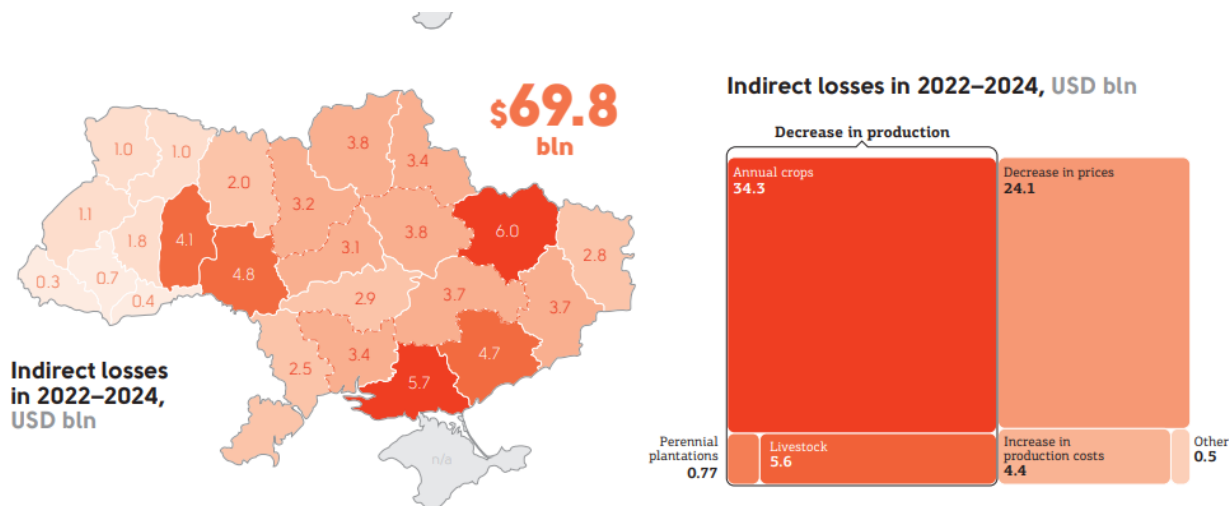 $69.8
bln
1.0
1.0
2.0
3.8
3.4
3.2
1.1
1.8
4.1
4.8
3.1
3.8
6.0
2.8
0.3
0.7
0.4
2.9
3.7
3.7
2.5
3.4
5.7
4.7
n/a
Indirect losses
in 2022–2024,
USD bln
Indirect losses in 2022–2024, USD bln
Decrease in production
Annual crops
34.3
Decrease in prices
24.1
Perennial
plantations
0.77
Livestock
5.6
Increase in
production costs
4.4
Other
0.5